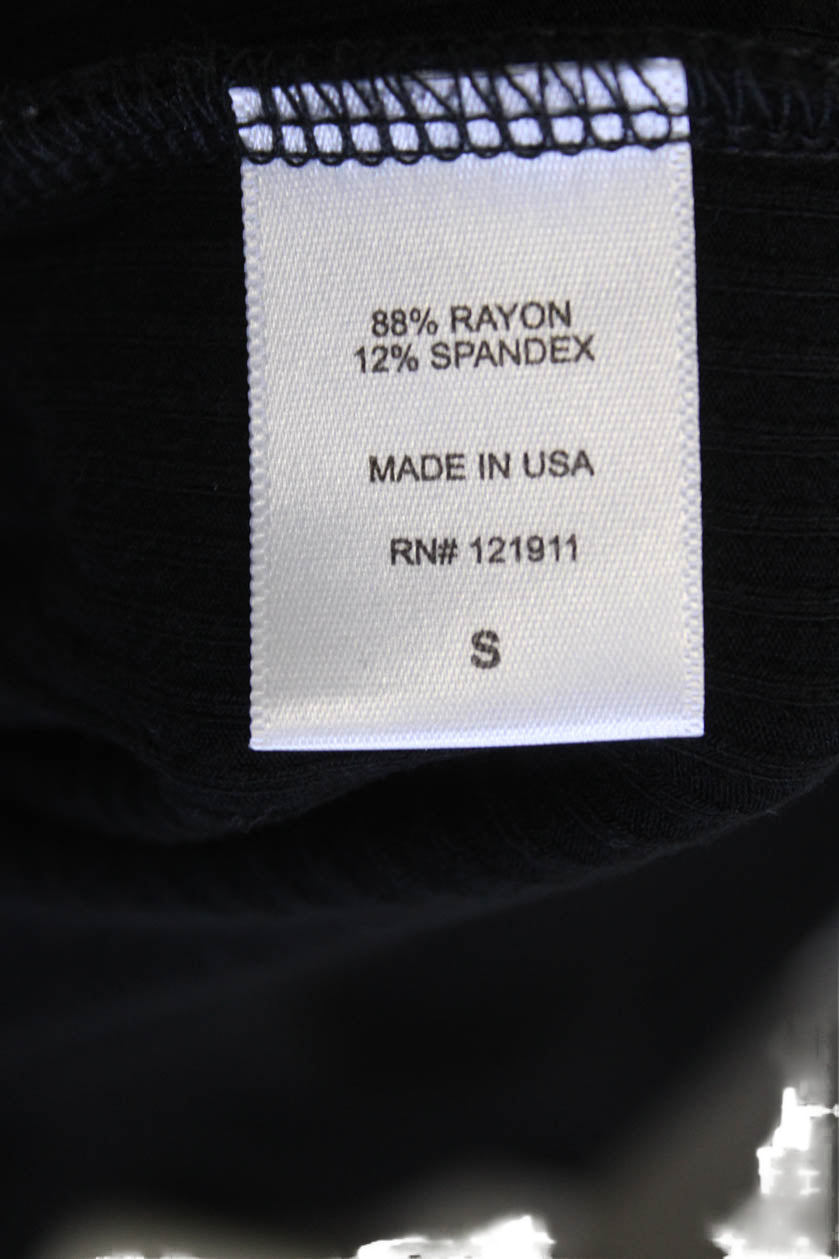 88% RAYON
12% SPANDEX
MADE IN USA
RN# 121911
S